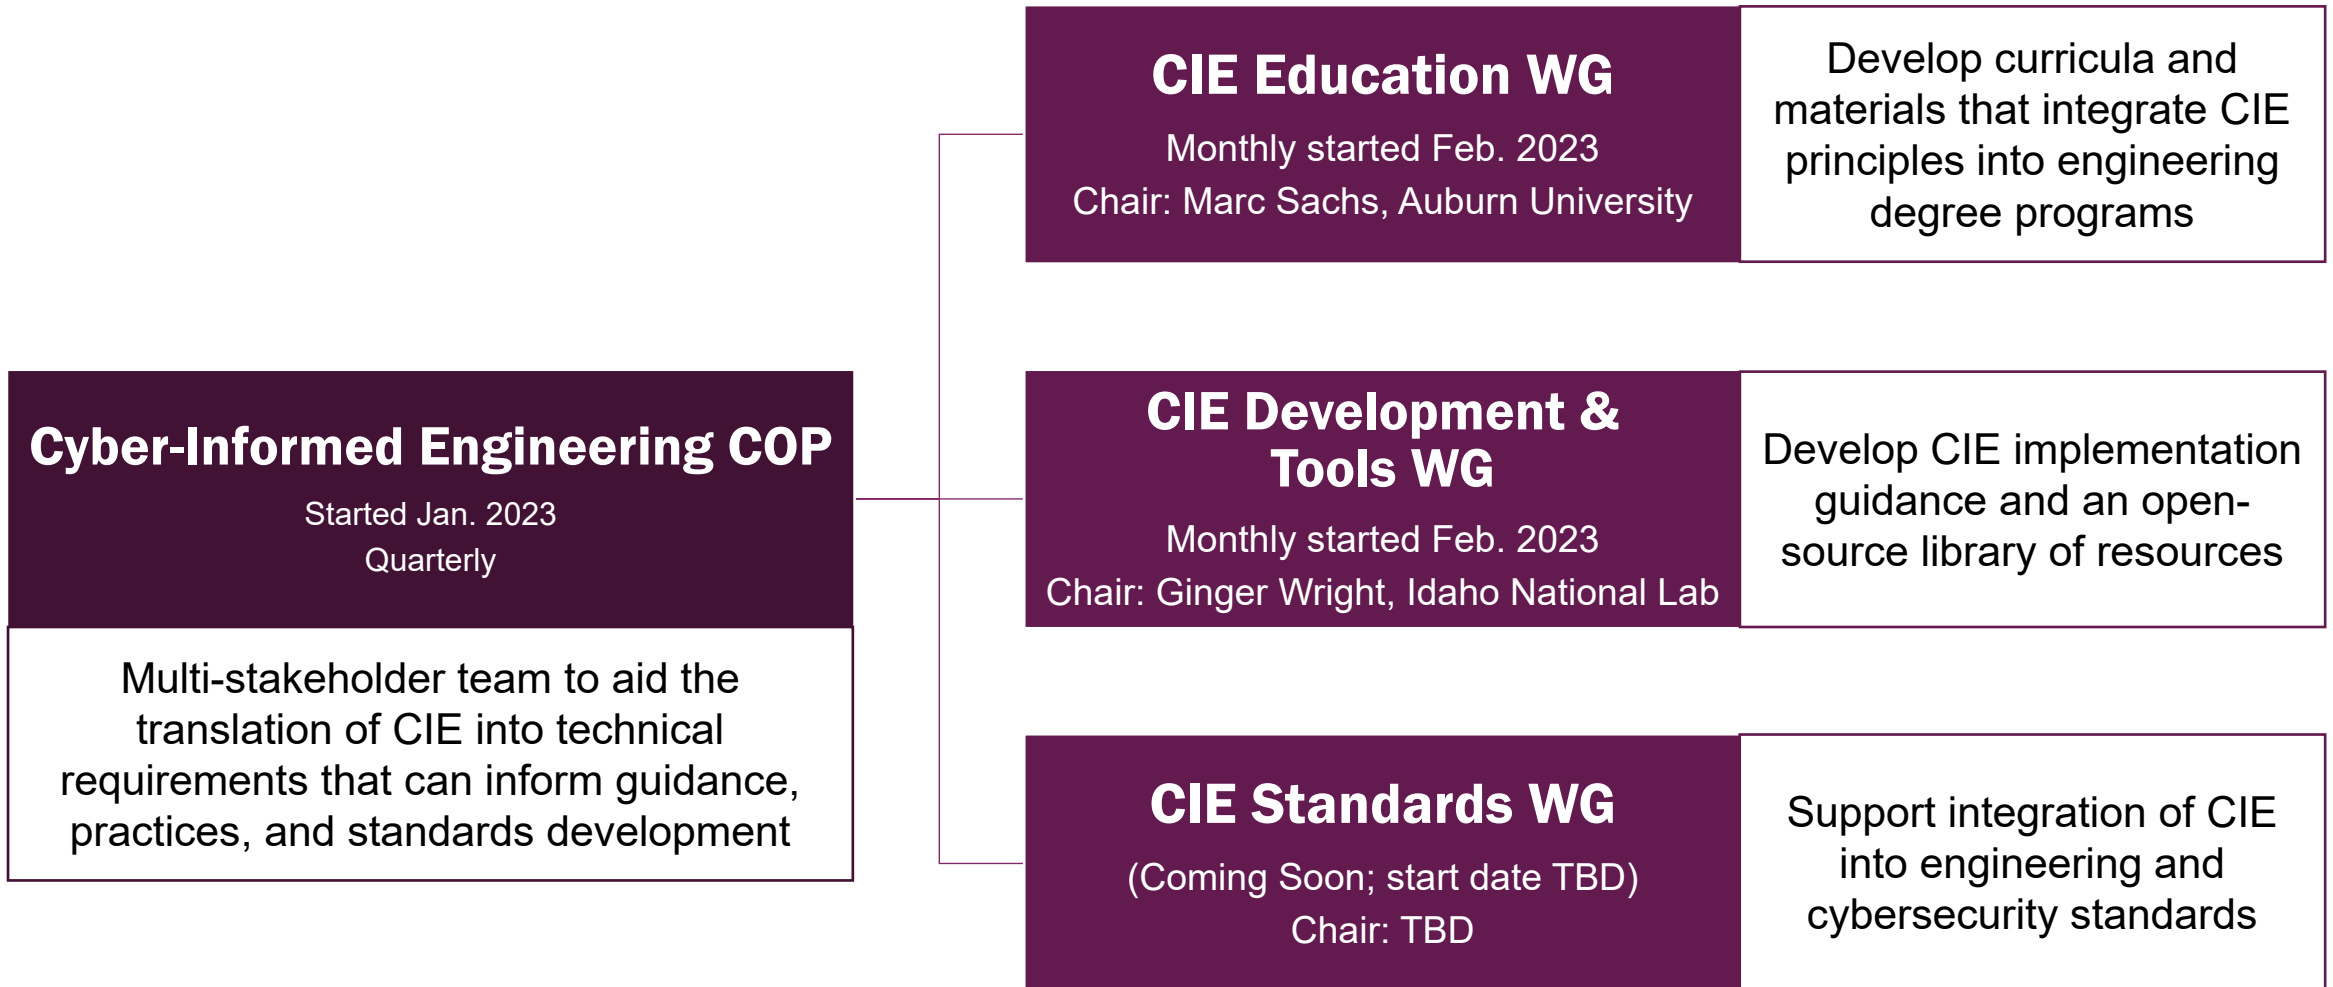 Cyber-Informed Engineering COP
Started Jan. 2023
Quarterly
Multi-stakeholder team to aid the
translation of CIE into technical
requirements that can inform guidance,
practices, and standards development
CIE Education WG
Monthly started Feb. 2023
Chair: Marc Sachs, Auburn University
Develop curricula and
materials that integrate CIE
principles into engineering
degree programs
CIE Development &
Tools WG
Monthly started Feb. 2023
Chair: Ginger Wright, Idaho National Lab
Develop CIE implementation
guidance and an open-
source library of resources
CIE Standards WG
(Coming Soon; start date TBD)
Chair: TBD
Support integration of CIE
into engineering and
cybersecurity standards